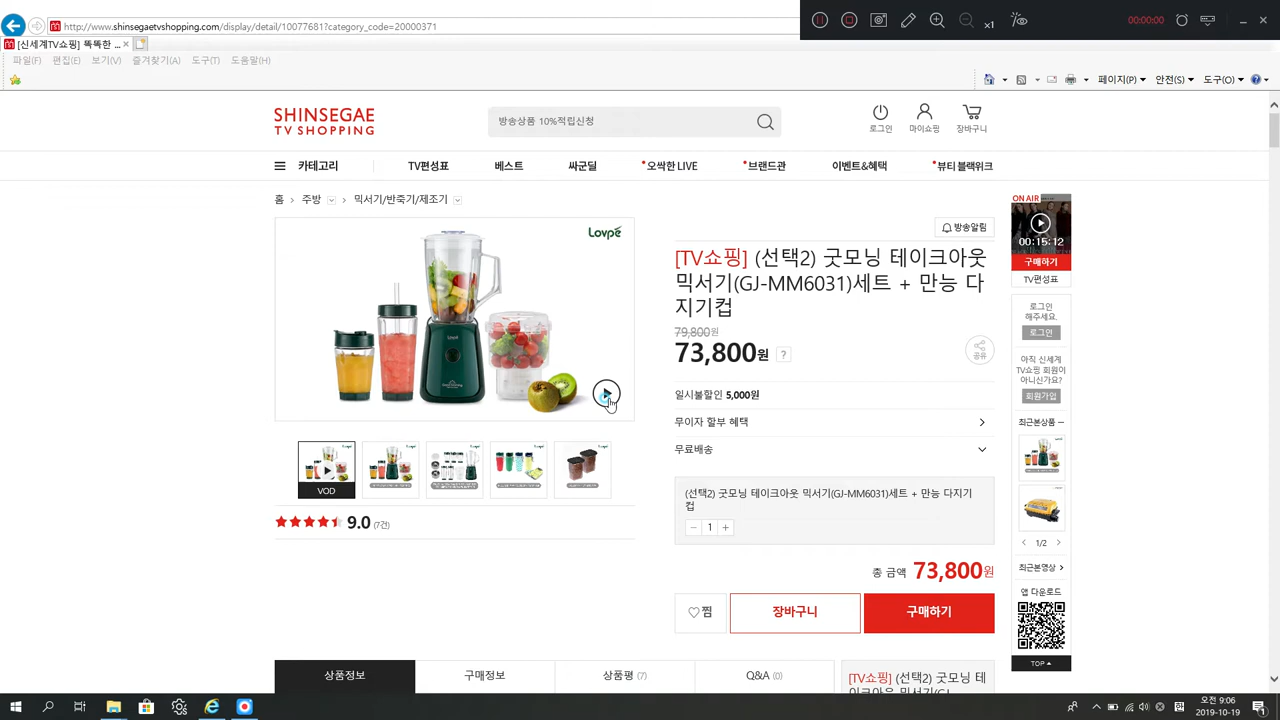 http://www.shinsegaetvshopping.com/display/detail/10077681?category_code=20000371
×1
00:00:00
[신세계TV쇼핑] 똑똑한 ...
파일(F) 편집(E) 보기(V) 즐겨찾기(A) 도구(T) 도움말(H)
페이지(P) 안전(S) 도구(O)
SHINSEGAE
TV SHOPPING
방송상품 10%적립신청
로그인 마이쇼핑 장바구니
카테고리 TV편성표 베스트 싸군딜 오싹한 LIVE 브랜드관 이벤트&혜택 뷰티 블랙위크
홈 > 주방 > 믹서기/반죽기/제조기
Lovpe
방송알림
[TV쇼핑] (선택2) 굿모닝 테이크아웃
믹서기(GJ-MM6031)세트 + 만능 다
지기컵
79,800원
73,800원 ?
공유
일시불할인 5,000원
무이자 할부 혜택
무료배송
(선택2) 굿모닝 테이크아웃 믹서기(GJ-MM6031)세트 + 만능 다지기
컵
− 1 +
총 금액 73,800원
찜 장바구니 구매하기
VOD
9.0 (7건)
상품정보 구매정보 상품평 (7) Q&A (0)
[TV쇼핑] (선택2) 굿모닝 테
이크아웃 믹서기(GJ-
ON AIR
00:15:12
구매하기
TV편성표
로그인
해주세요.
로그인
아직 신세계
TV쇼핑 회원이
아니신가요?
회원가입
최근본상품
1/2
최근본영상
앱 다운로드
TOP
오전 9:06
2019-10-19